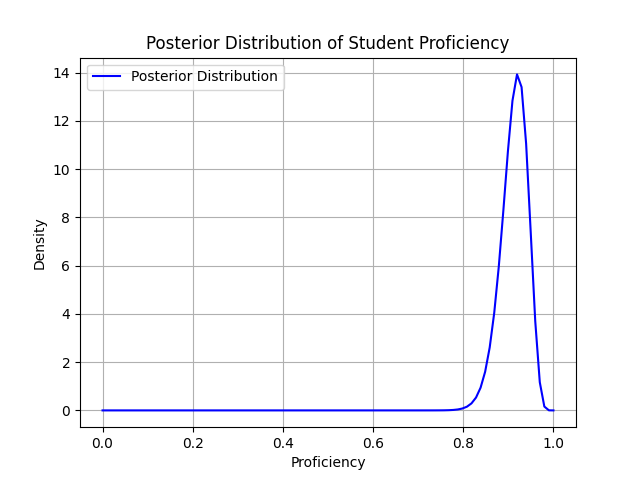 Posterior Distribution of Student Proficiency
Posterior Distribution
14
12
10
8
6
4
2
0
Density
0.0 0.2 0.4 0.6 0.8 1.0
Proficiency